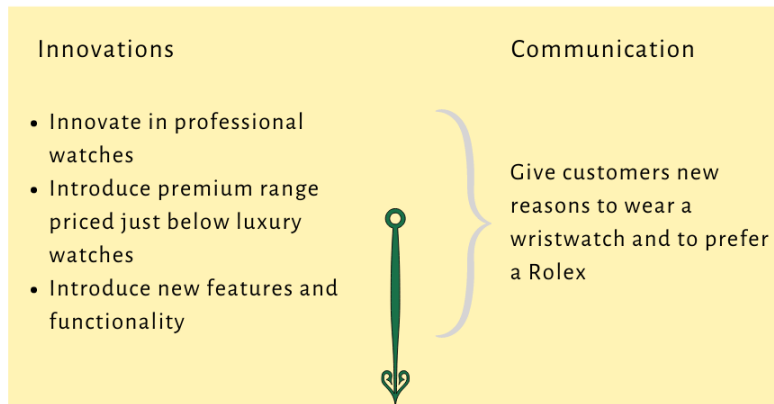 Innovations
Communication
• Innovate in professional
watches
• Introduce premium range
priced just below luxury
watches
• Introduce new features and
functionality
Give customers new
reasons to wear a
wristwatch and to prefer
a Rolex